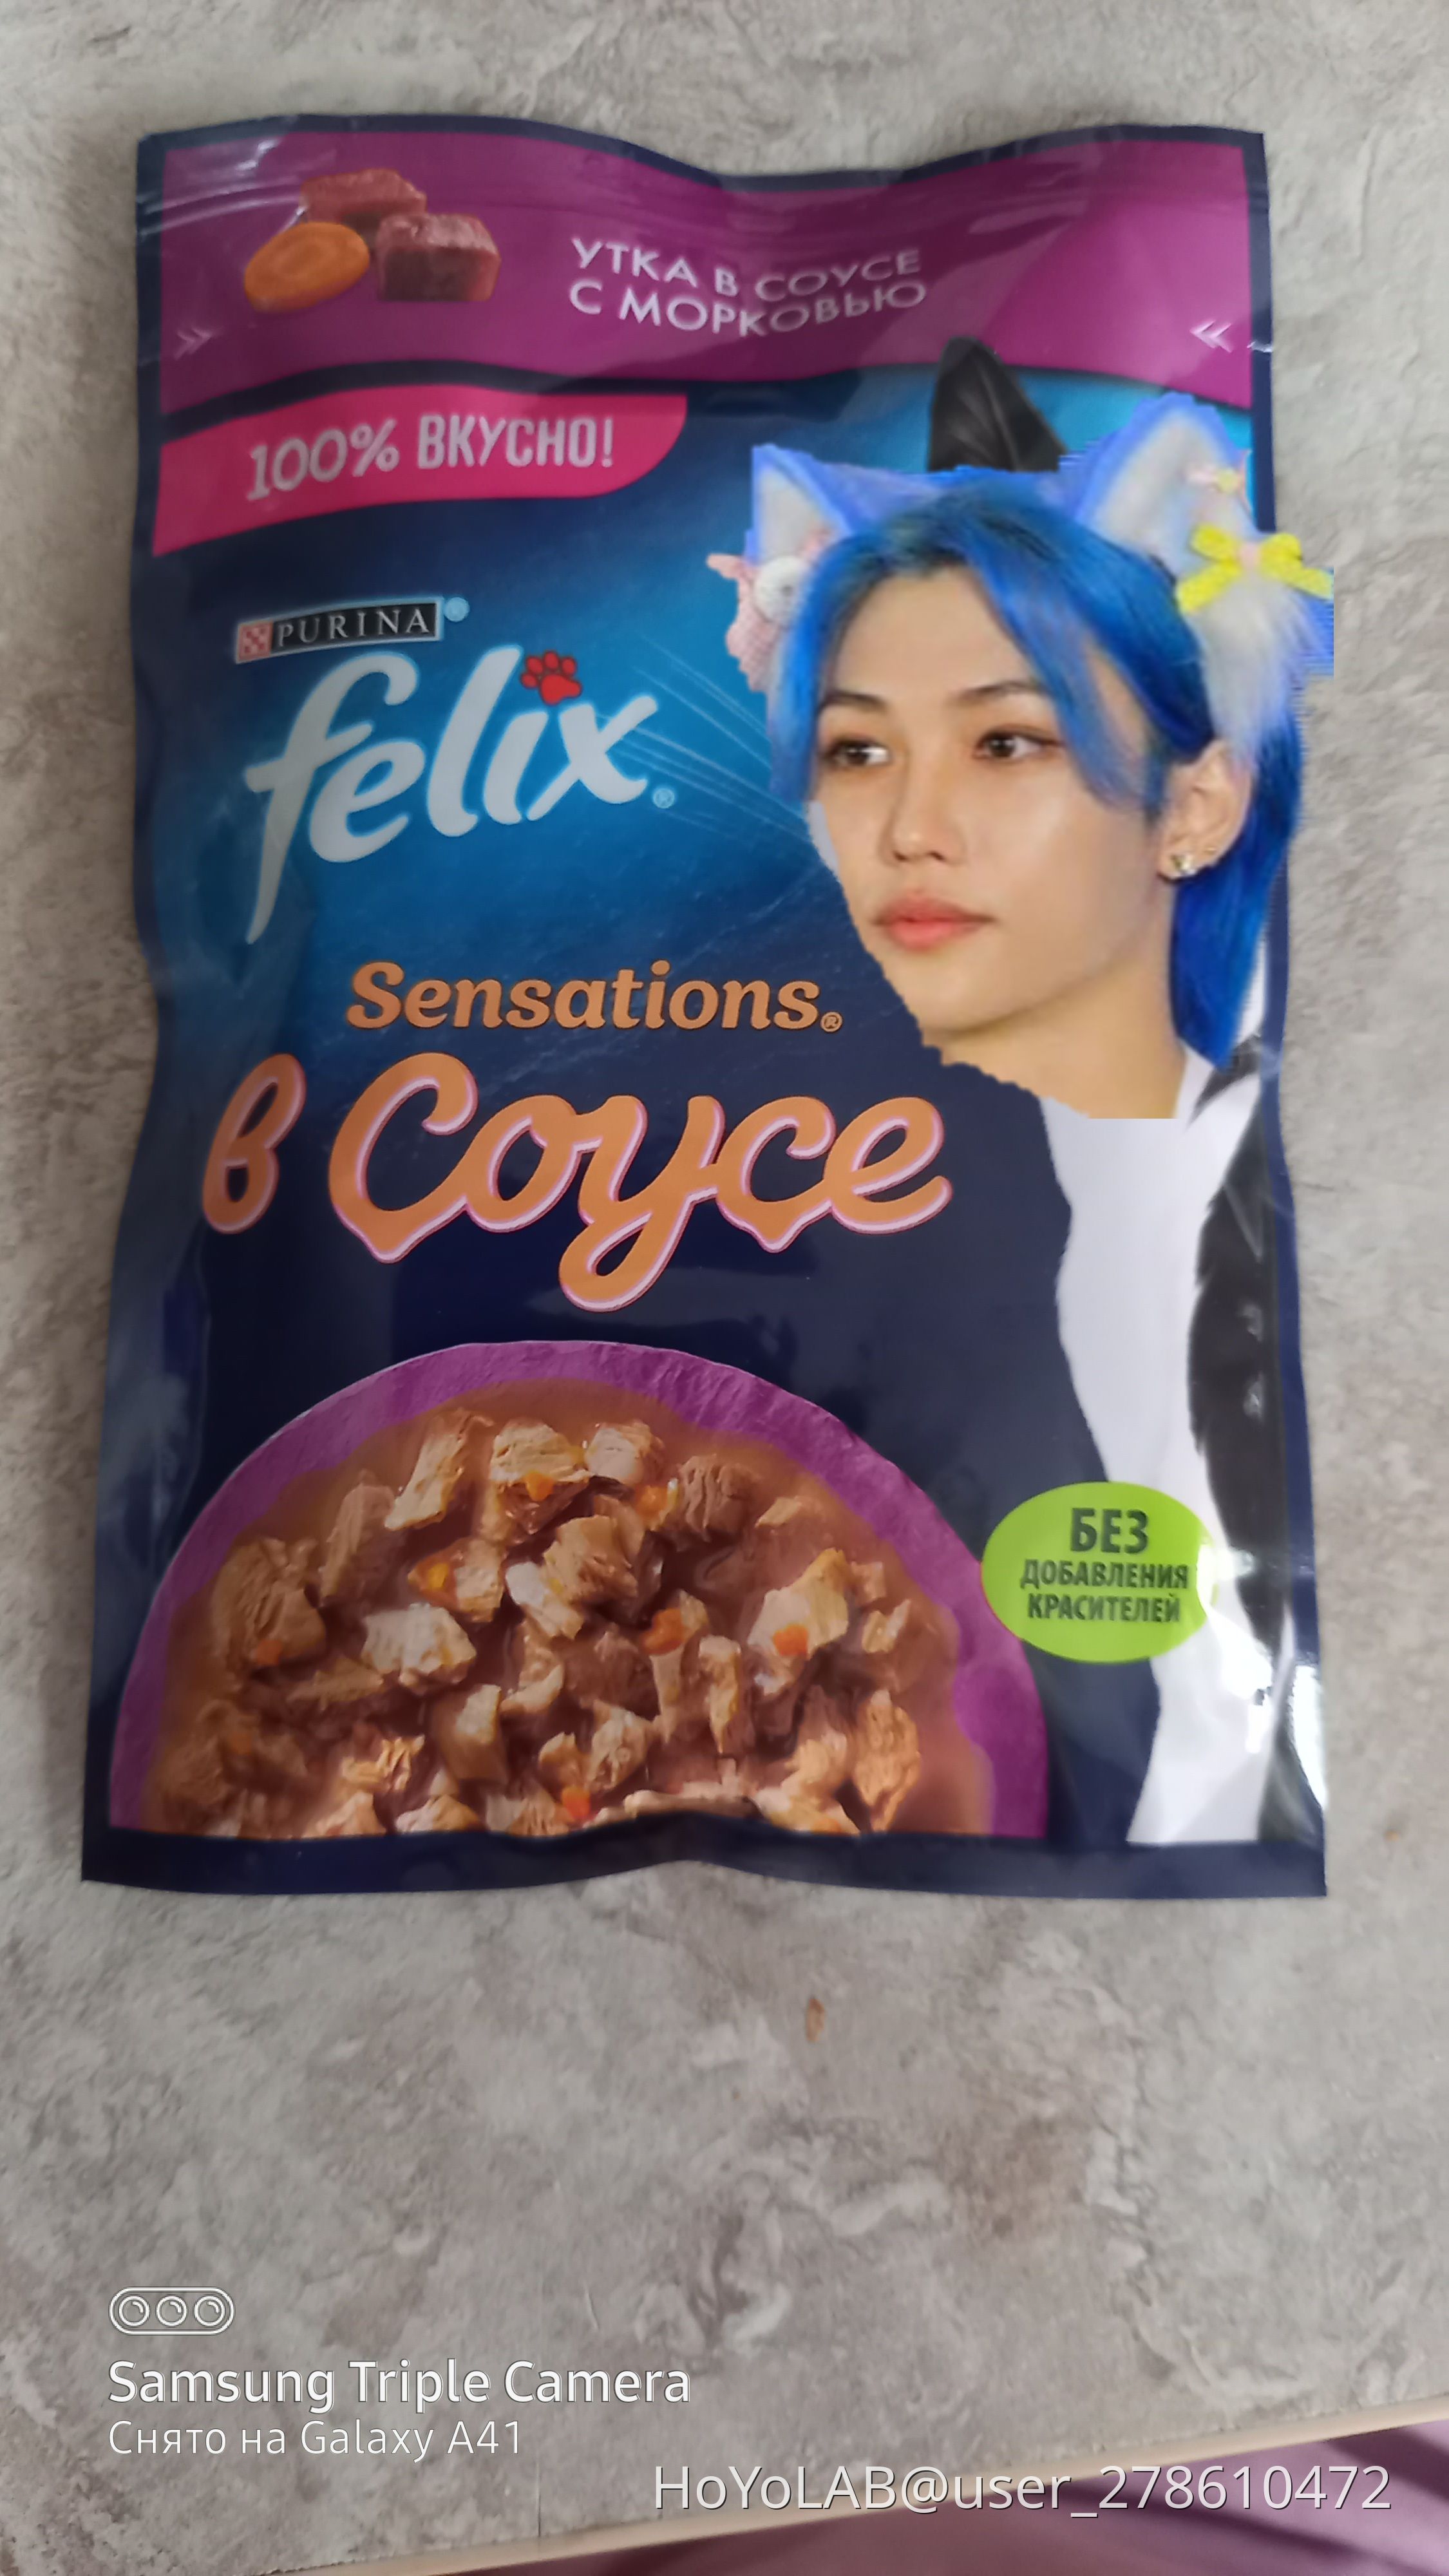 УТКА В СОУСЕ
С МОРКОВЬЮ
100% ВКУСНО!
PURINA®
felix®
Sensations®
в Соусе
БЕЗ
ДОБАВЛЕНИЯ
КРАСИТЕЛЕЙ
Samsung Triple Camera
Снято на Galaxy A41
HoYoLAB@user_278610472